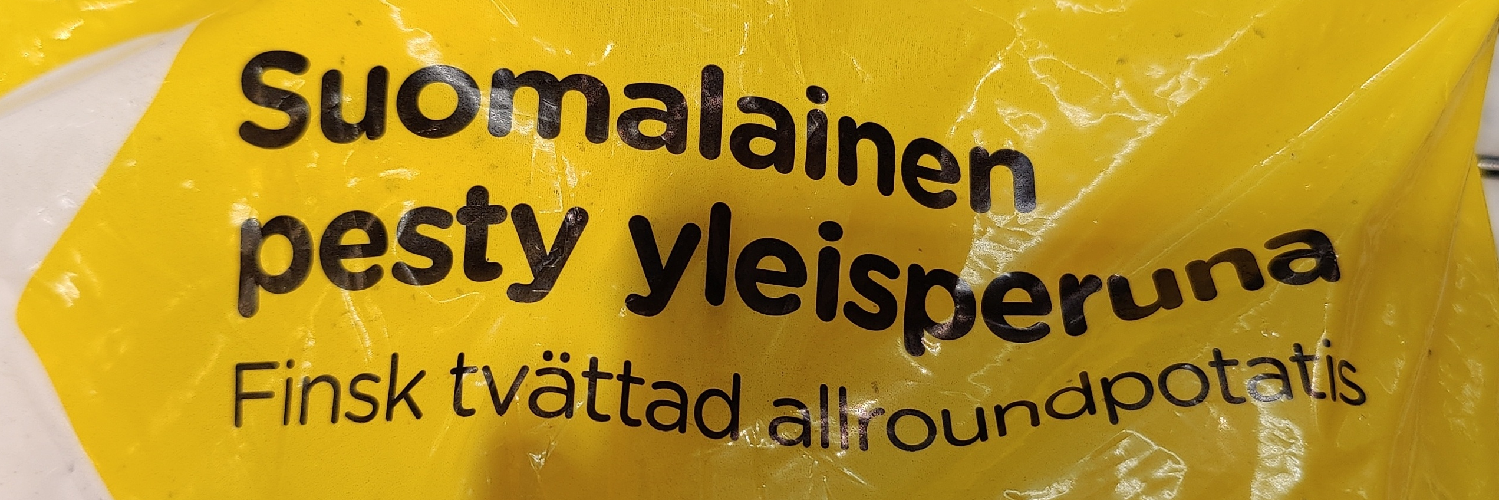 Suomalainen
pesty yleisperuna
Finsk tvättad allroundpotatis